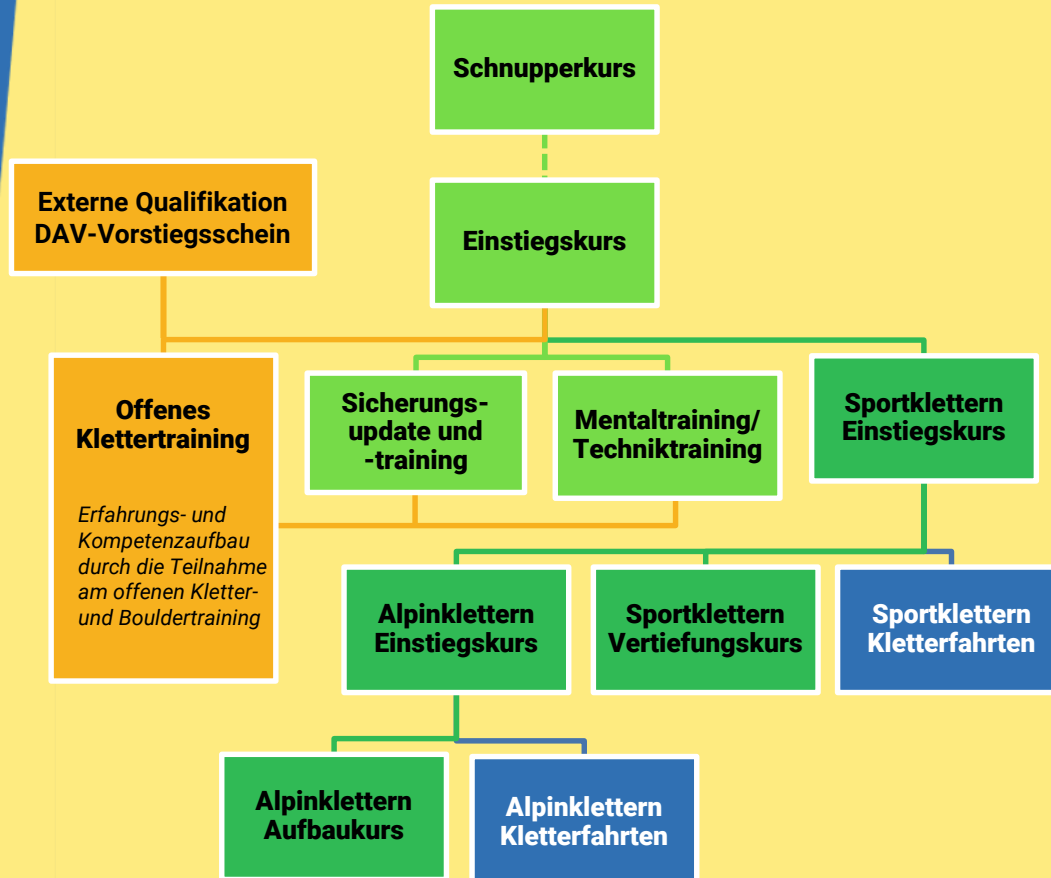 Schnupperkurs
Externe Qualifikation
DAV-Vorstiegsschein
Einstiegskurs
Offenes
Klettertraining
Erfahrungs- und
Kompetenzaufbau
durch die Teilnahme
am offenen Kletter-
und Bouldertraining
Sicherungs-
update und
-training
Mentaltraining/
Techniktraining
Sportklettern
Einstiegskurs
Alpinklettern
Einstiegskurs
Sportklettern
Vertiefungskurs
Sportklettern
Kletterfahrten
Alpinklettern
Aufbaukurs
Alpinklettern
Kletterfahrten